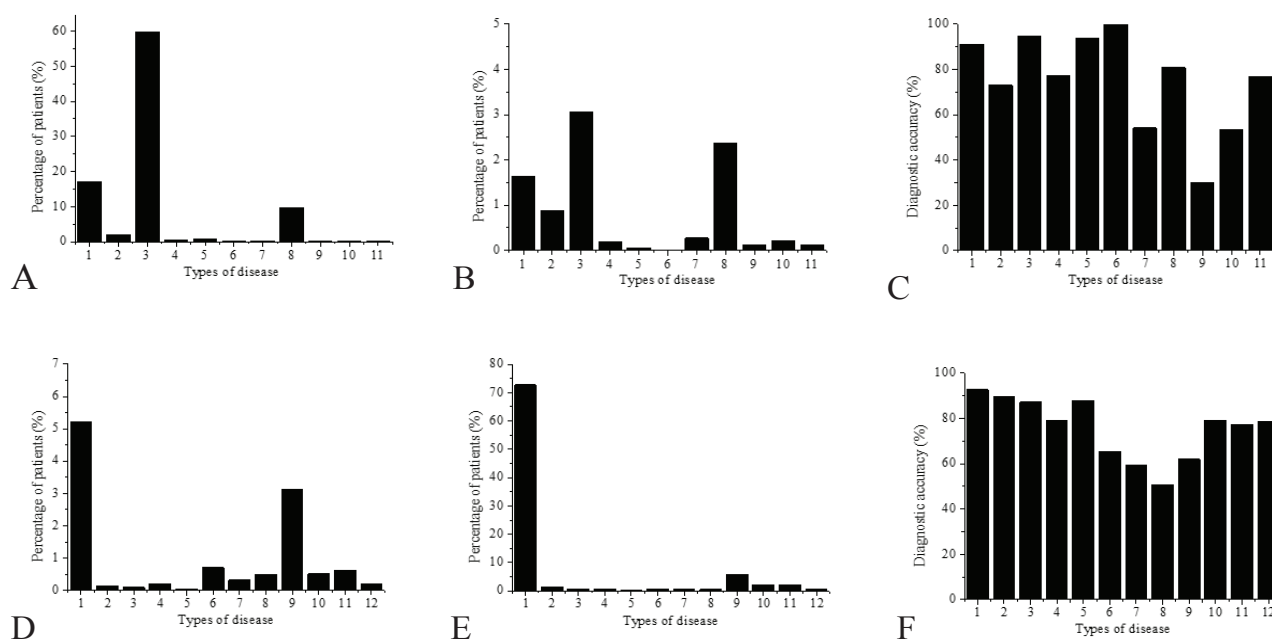 Percentage of patients (%)
60
50
40
30
20
10
0
1 2 3 4 5 6 7 8 9 10 11
Types of disease
A
Percentage of patients (%)
5
4
3
2
1
0
1 2 3 4 5 6 7 8 9 10 11
Types of disease
B
Diagnostic accuracy (%)
100
80
60
40
20
0
1 2 3 4 5 6 7 8 9 10 11
Types of disease
C
Percentage of patients (%)
7
6
5
4
3
2
1
0
1 2 3 4 5 6 7 8 9 10 11 12
Types of disease
D
Percentage of patients (%)
80
70
60
50
40
30
20
10
0
1 2 3 4 5 6 7 8 9 10 11 12
Types of disease
E
Diagnostic accuracy (%)
100
80
60
40
20
0
1 2 3 4 5 6 7 8 9 10 11 12
Types of disease
F